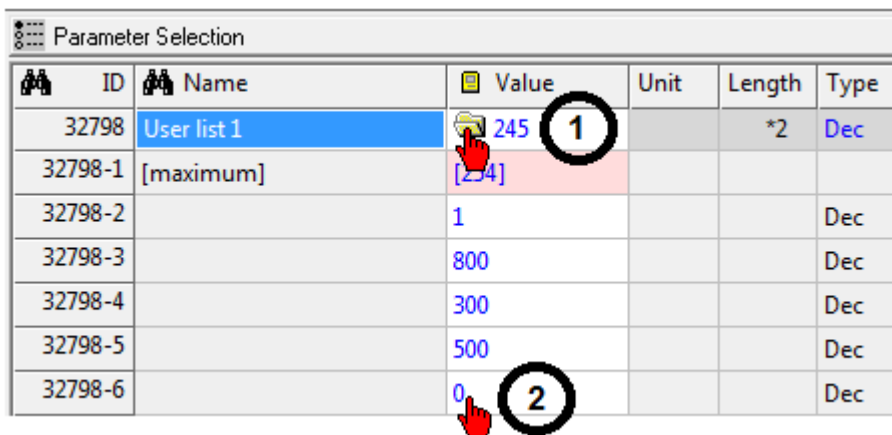 Parameter Selection
ID Name Value Unit Length Type
32798 User list 1 245 1 *2 Dec
32798-1 [maximum]
32798-2 1 Dec
32798-3 800 Dec
32798-4 300 Dec
32798-5 500 Dec
32798-6 0 2 Dec